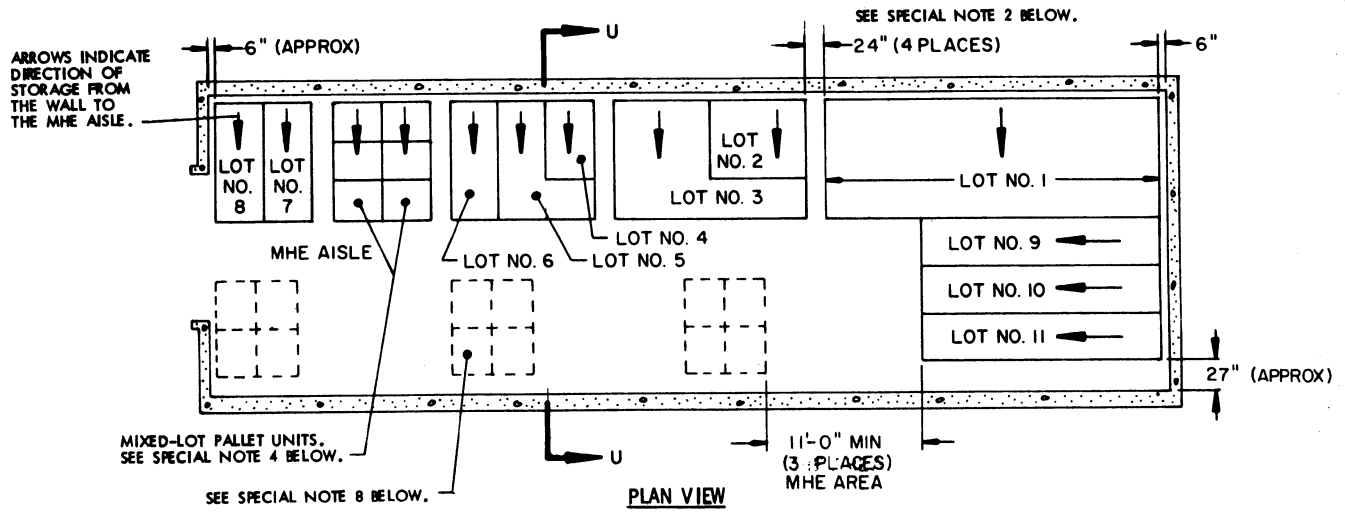 SEE SPECIAL NOTE 2 BELOW.
U
6" (APPROX)
24" (4 PLACES)
6"
ARROWS INDICATE
DIRECTION OF
STORAGE FROM
THE WALL TO
THE MHE AISLE.
LOT
NO.
8
LOT
NO.
7
LOT
NO. 2
LOT NO. 3
LOT NO. 1
LOT NO. 4
LOT NO. 5
LOT NO. 6
MHE AISLE
LOT NO. 9
LOT NO. 10
LOT NO. 11
27" (APPROX)
MIXED-LOT PALLET UNITS.
SEE SPECIAL NOTE 4 BELOW.
SEE SPECIAL NOTE 8 BELOW.
U
11'-0" MIN
(3 PLACES)
MHE AREA
PLAN VIEW